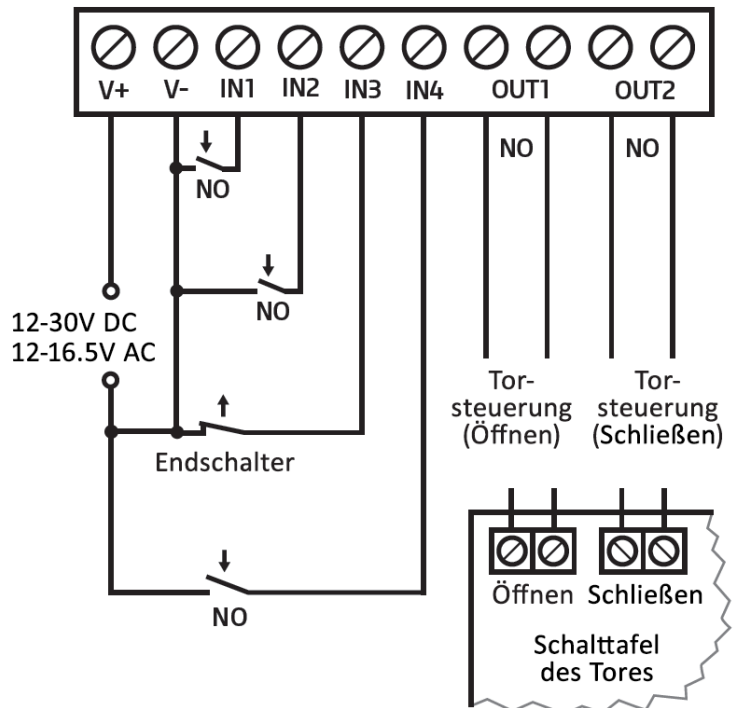 V+ V- IN1 IN2 IN3 IN4 OUT1 OUT2
NO NO
NO
NO
12-30V DC
12-16.5V AC
Tor-
steuerung
(Öffnen)
Tor-
steuerung
(Schließen)
Endschalter
NO
Öffnen Schließen
Schalttafel
des Tores